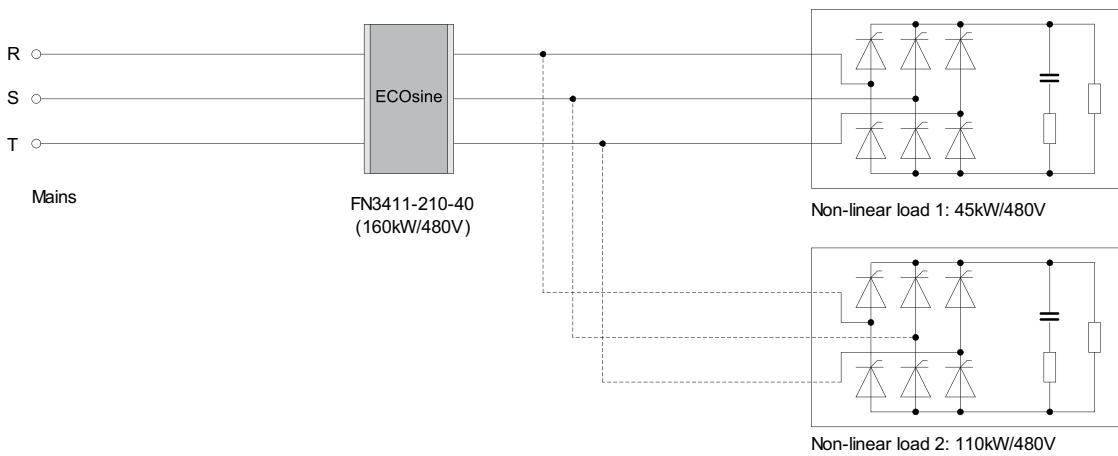 R
S
T
Mains
ECOsine
FN3411-210-40
(160kW/480V)
Non-linear load 1: 45kW/480V
Non-linear load 2: 110kW/480V